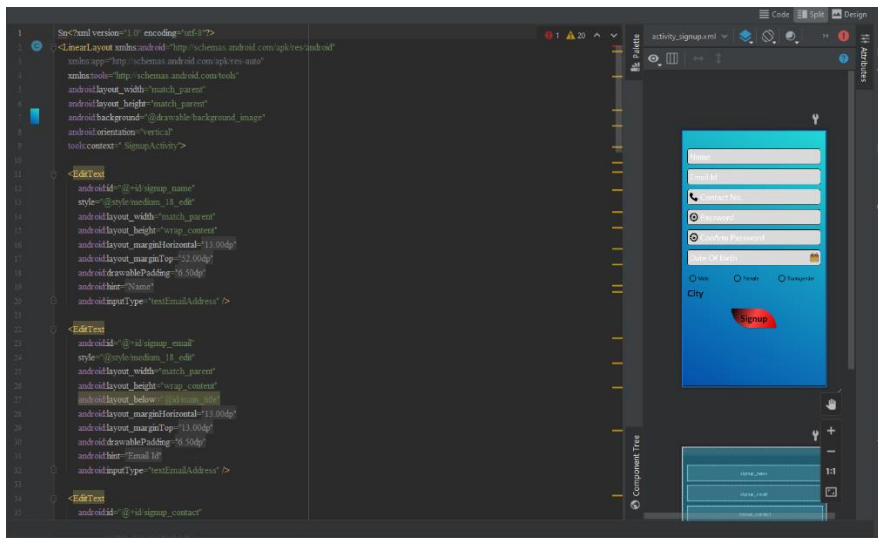 Code Split Design
1 Sn<?xml version="1.0" encoding="utf-8"?>
1 20
2 <LinearLayout xmlns:android="http://schemas.android.com/apk/res/android"
3 xmlns:app="http://schemas.android.com/apk/res-auto"
4 xmlns:tools="http://schemas.android.com/tools"
5 android:layout_width="match_parent"
6 android:layout_height="match_parent"
7 android:background="@drawable/background_image"
8 android:orientation="vertical"
9 tools:context=".SignupActivity">
10
11 <EditText
12 android:id="@+id/signup_name"
13 style="@style/medium_18_edit"
14 android:layout_width="match_parent"
15 android:layout_height="wrap_content"
16 android:layout_marginHorizontal="13.00dp"
17 android:layout_marginTop="52.00dp"
18 android:drawablePadding="6.50dp"
19 android:hint="Name"
20 android:inputType="textEmailAddress" />
21
22 <EditText
23 android:id="@+id/signup_email"
24 style="@style/medium_18_edit"
25 android:layout_width="match_parent"
26 android:layout_height="wrap_content"
27 android:layout_below="@id/main_title"
28 android:layout_marginHorizontal="13.00dp"
29 android:layout_marginTop="13.00dp"
30 android:drawablePadding="6.50dp"
31 android:hint="Email Id"
32 android:inputType="textEmailAddress" />
33
34 <EditText
35 android:id="@+id/signup_contact"
Palette
activity_signup.xml
Attributes
Name
Email Id
Contact No.
Password
Confirm Password
Date Of Birth
Male Female Transgender
City
Signup
Component Tree
1:1
signup_name
signup_email
signup_contact